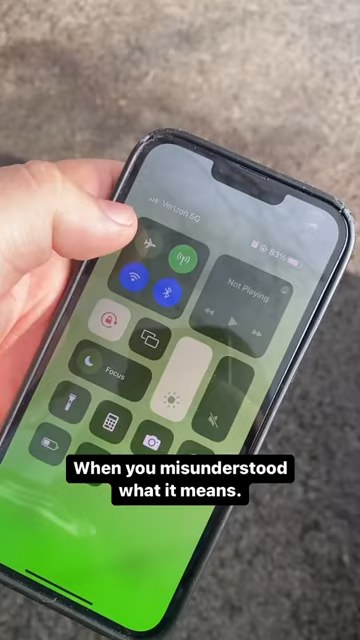 Verizon 5G
83%
Not Playing
Focus
When you misunderstood
what it means.